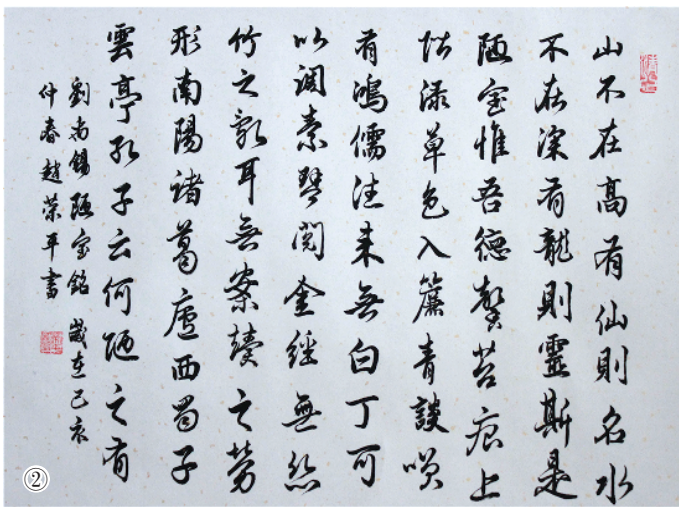 山不在高有仙則名水
不在深有龍則靈斯是
陋室惟吾德馨苔痕上
階綠草色入簾青談笑
有鴻儒往来無白丁可
以調素琴閱金經無絲
竹之亂耳無案牘之勞
形南陽諸葛廬西蜀子
雲亭孔子云何陋之有
劉禹錫陋室銘 歲在己亥
仲春趙榮平書
②